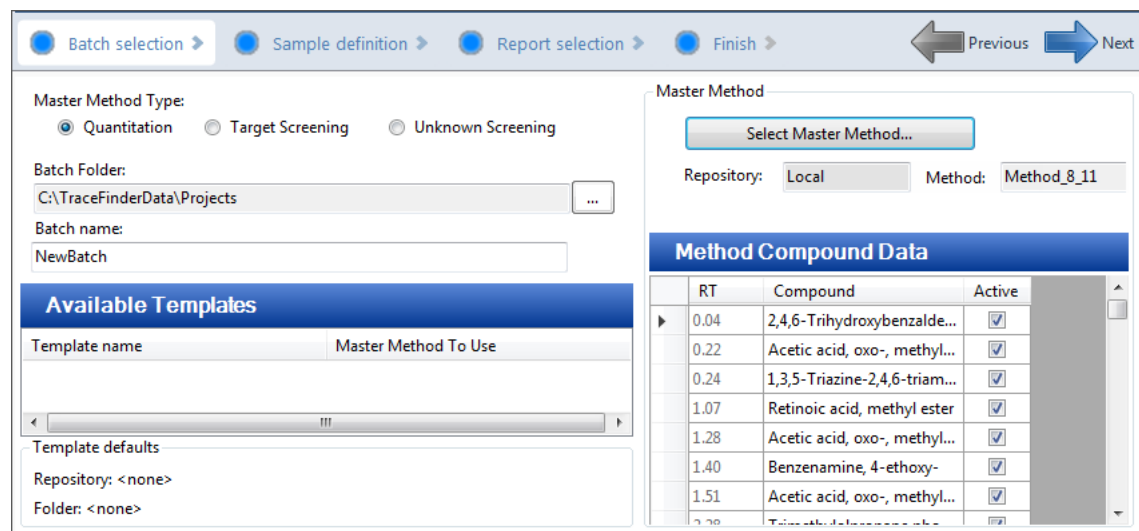 Batch selection
Sample definition
Report selection
Finish
Previous
Next
Master Method Type:
Quantitation
Target Screening
Unknown Screening
Batch Folder:
C:\TraceFinderData\Projects
...
Batch name:
NewBatch
Available Templates
Template name
Master Method To Use
Template defaults
Repository: <none>
Folder: <none>
Master Method
Select Master Method...
Repository: Local
Method: Method_8_11
Method Compound Data
RT Compound Active
0.04 2,4,6-Trihydroxybenzalde...
0.22 Acetic acid, oxo-, methyl...
0.24 1,3,5-Triazine-2,4,6-triam...
1.07 Retinoic acid, methyl ester
1.28 Acetic acid, oxo-, methyl...
1.40 Benzenamine, 4-ethoxy-
1.51 Acetic acid, oxo-, methyl...